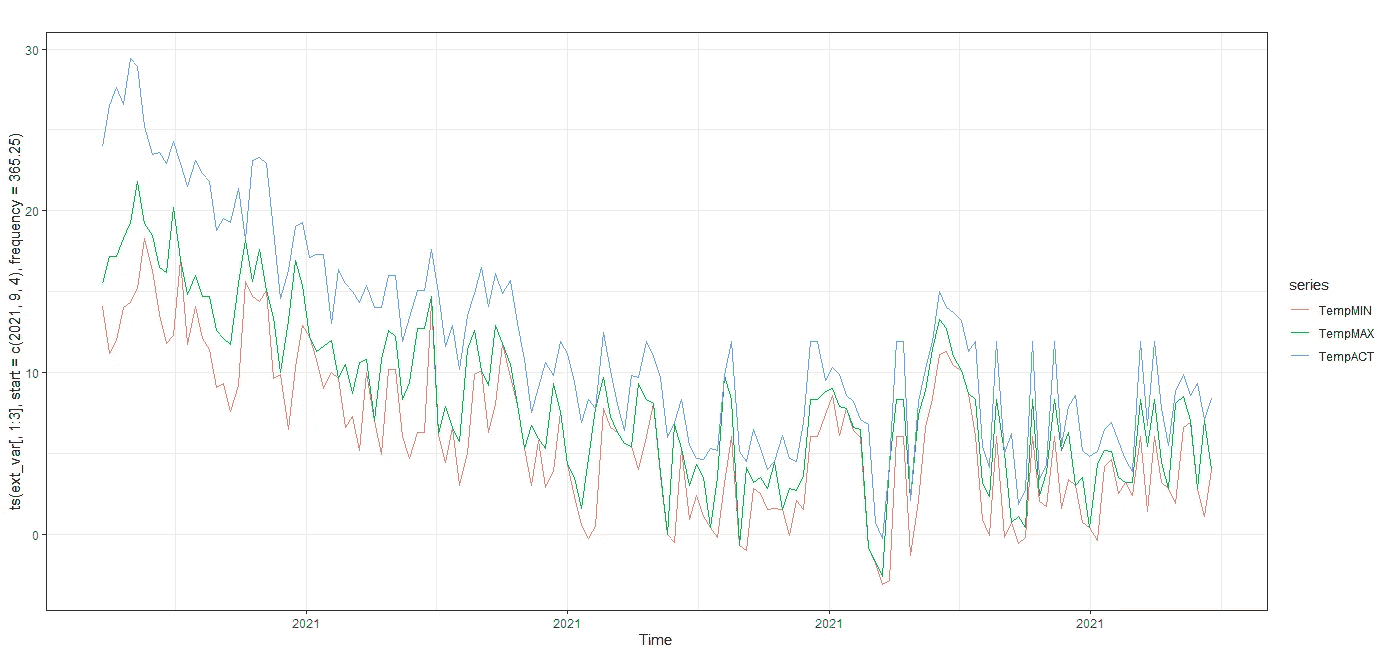 30
20
10
0
ts(ext_var[, 1:3], start = c((2021, 9, 4), frequency = 365.25)
2021
2021
2021
2021
Time
series
TempMIN
TempMAX
TempACT